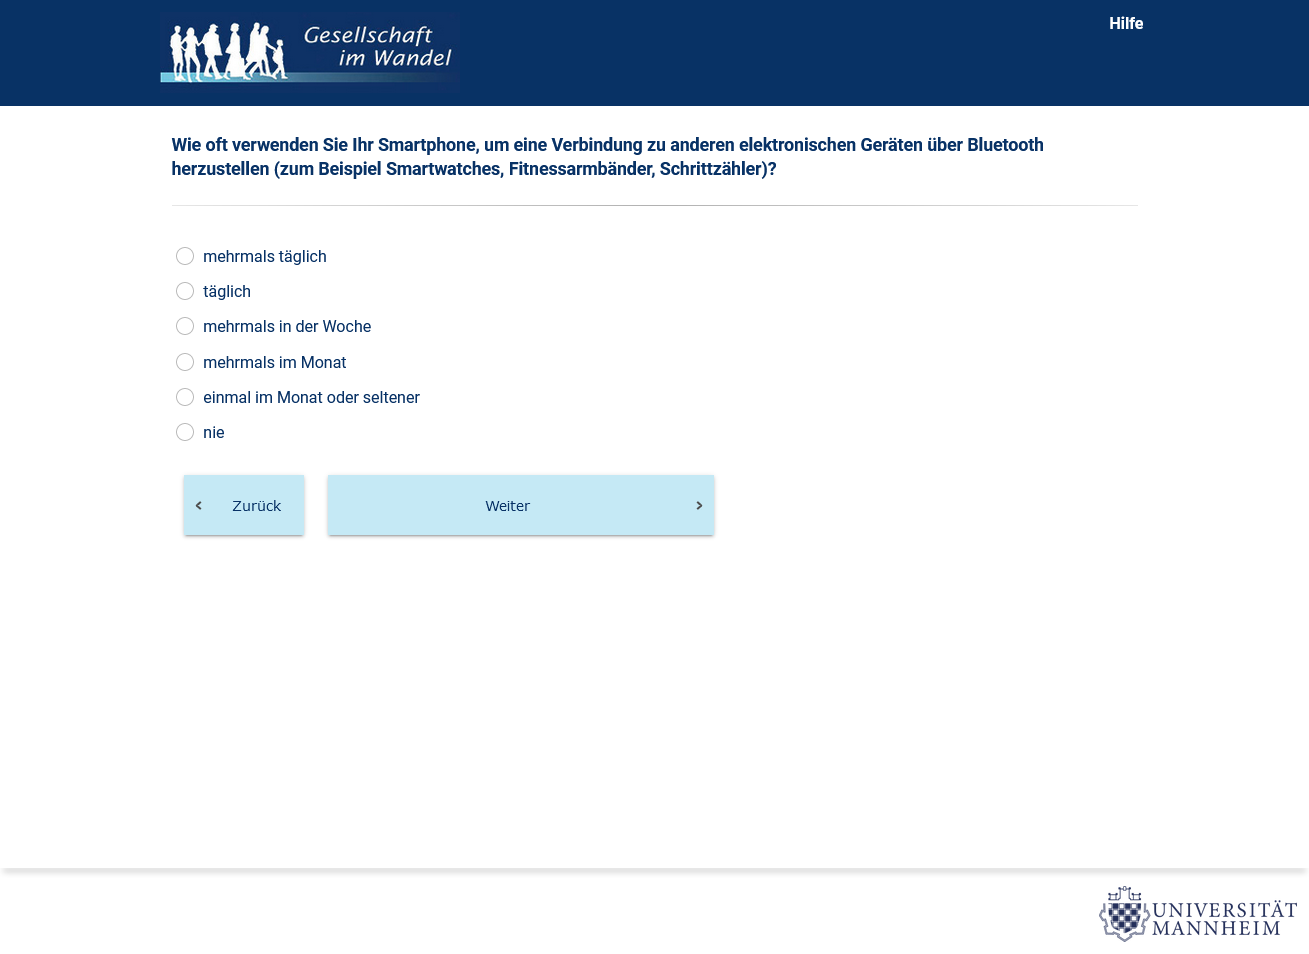 Gesellschaft
im Wandel
Hilfe
Wie oft verwenden Sie Ihr Smartphone, um eine Verbindung zu anderen elektronischen Geräten über Bluetooth
herzustellen (zum Beispiel Smartwatches, Fitnessarmbänder, Schrittzähler)?
mehrmals täglich
täglich
mehrmals in der Woche
mehrmals im Monat
einmal im Monat oder seltener
nie
Zurück
Weiter
UNIVERSITÄT
MANNHEIM